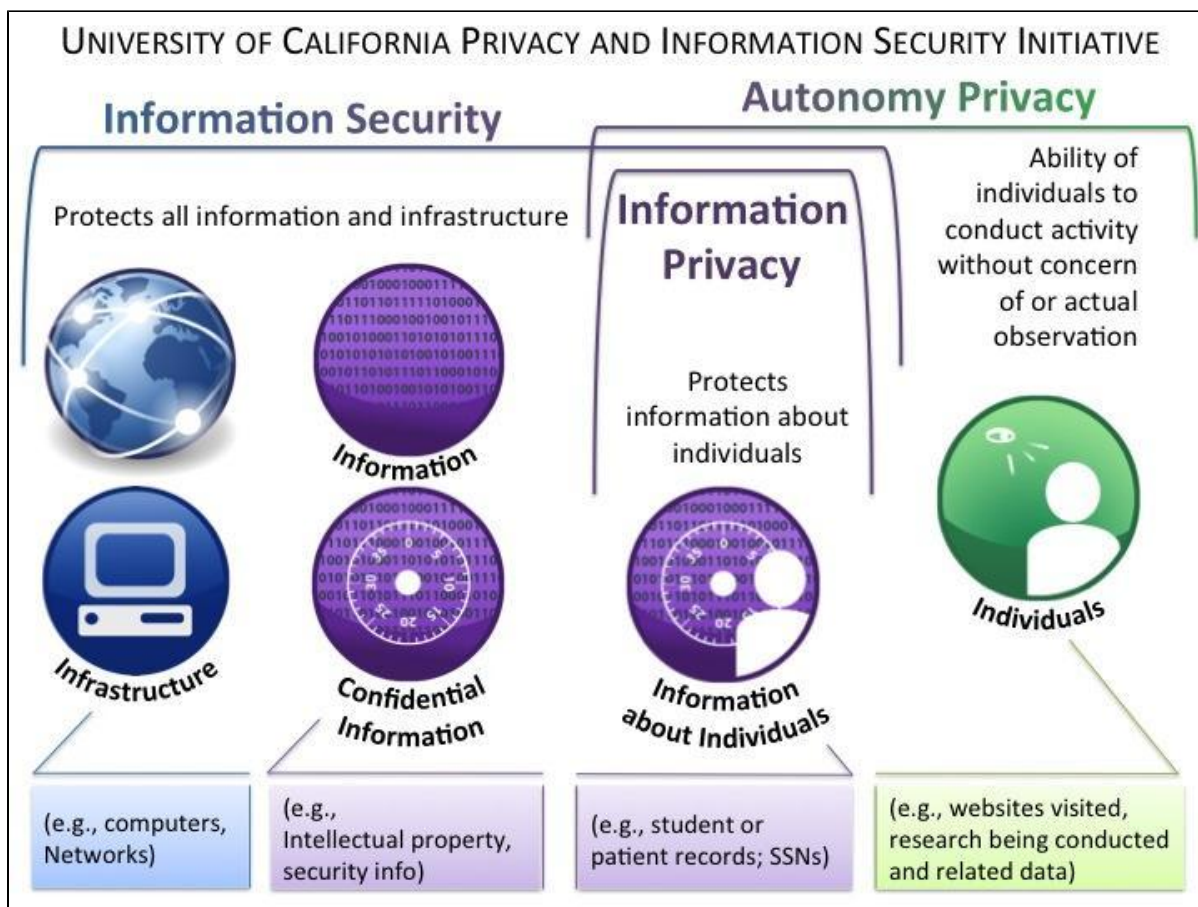 UNIVERSITY OF CALIFORNIA PRIVACY AND INFORMATION SECURITY INITIATIVE
Information Security
Protects all information and infrastructure
Autonomy Privacy
Ability of
individuals to
conduct activity
without concern
of or actual
observation
Information
Privacy
Protects
information about
individuals
Information
Infrastructure
Confidential
Information
Information
about Individuals
Individuals
(e.g., computers,
Networks)
(e.g.,
Intellectual property,
security info)
(e.g., student or
patient records; SSNs)
(e.g., websites visited,
research being conducted
and related data)